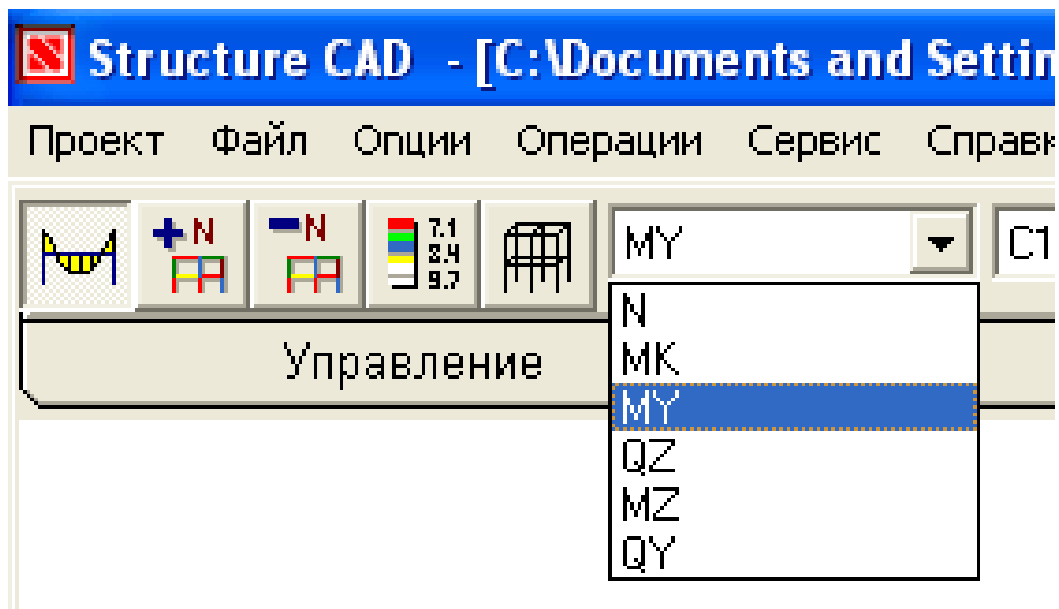 Structure CAD - [C:\Documents and Settin
Проект Файл Опции Операции Сервис Справк
+N -N 7.1 8.4 9.7 MY C1
N
Управление
MK
MY
QZ
MZ
QY